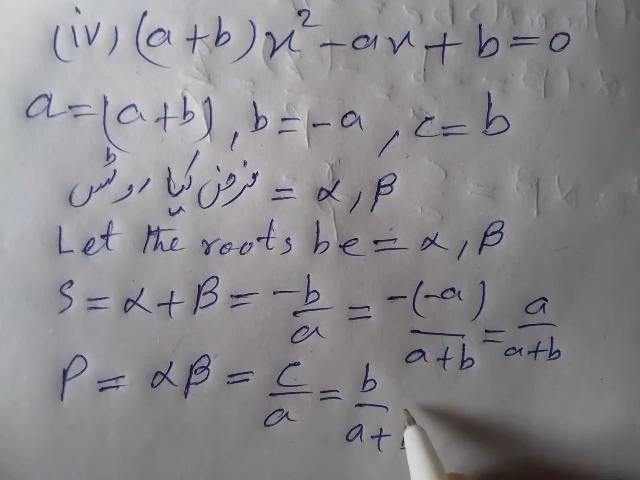 (iv) (a+b)x² - ax + b = 0
a = (a+b), b = -a, c = b
فرض کیا روٹس = α, β
Let the roots be = α, β
S = α + β = -b/a = -(-a)/a+b = a/a+b
P = αβ = c/a = b/a+